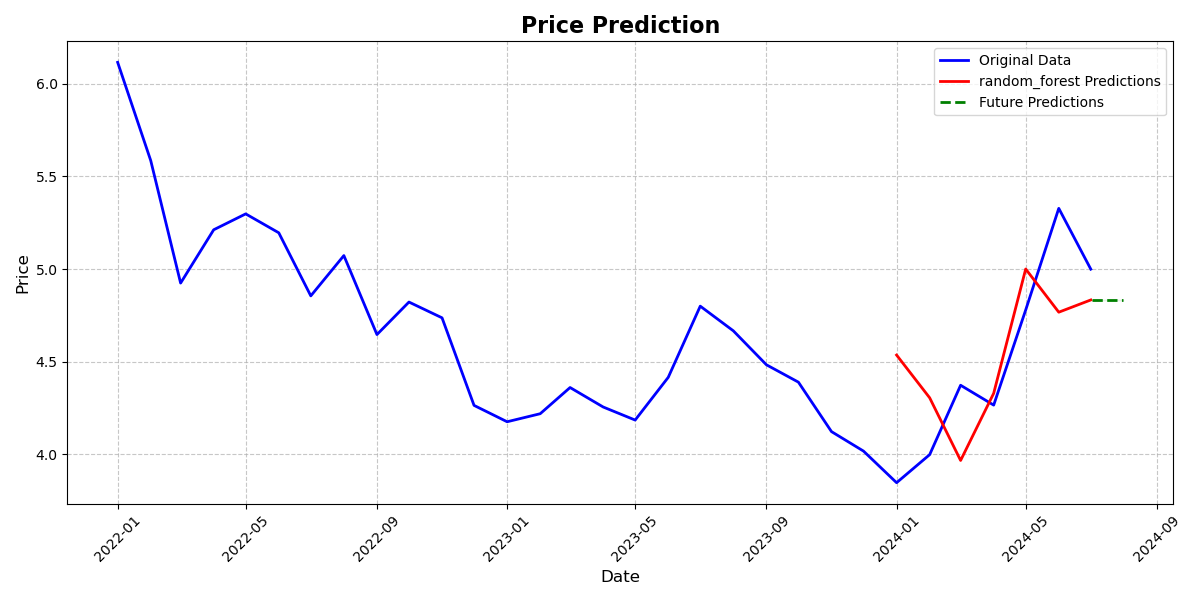 Price Prediction
Original Data
random_forest Predictions
Future Predictions
Price
6.0
5.5
5.0
4.5
4.0
2022-01
2022-05
2022-09
2023-01
2023-05
2023-09
2024-01
2024-05
2024-09
Date